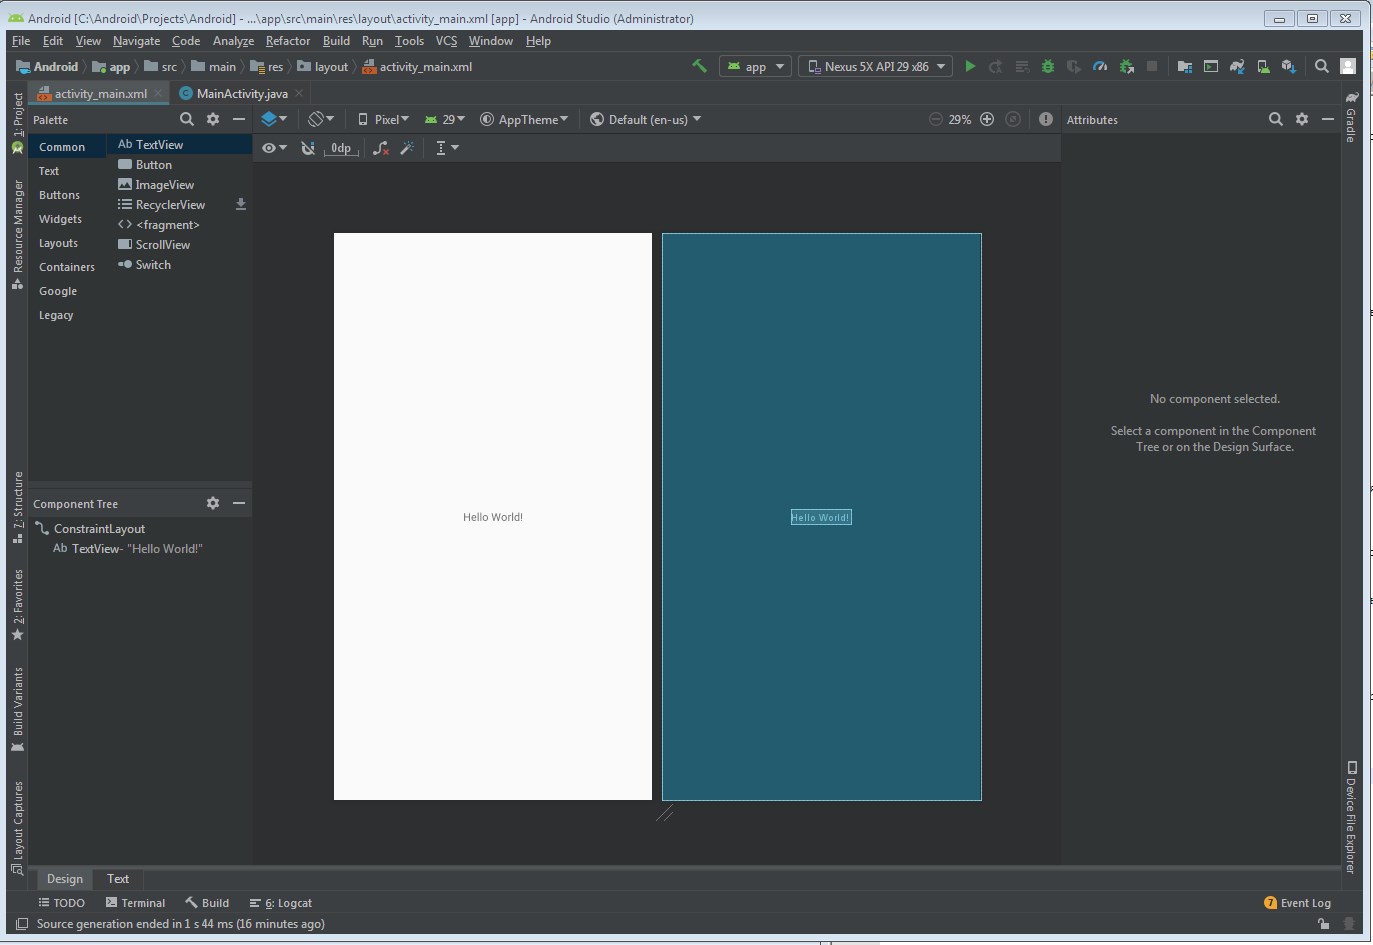 Android [C:\Android\Projects\Android] - ...\app\src\main\res\layout\activity_main.xml [app] - Android Studio (Administrator)
File Edit View Navigate Code Analyze Refactor Build Run Tools VCS Window Help
Android app src main res layout activity_main.xml app Nexus 5X API 29 x86
activity_main.xml MainActivity.java
Palette Pixel 29 AppTheme Default (en-us) 29% Attributes
0dp
Common
Text
Buttons
Widgets
Layouts
Containers
Google
Legacy
Ab TextView
Button
ImageView
RecyclerView
<fragment>
ScrollView
Switch
Component Tree
ConstraintLayout
Ab TextView- "Hello World!"
Hello World!
Hello World!
No component selected.
Select a component in the Component
Tree or on the Design Surface.
1: Project
Resource Manager
7: Structure
2: Favorites
Build Variants
Layout Captures
Gradle
Device File Explorer
Design Text
TODO Terminal Build 6: Logcat 7 Event Log
Source generation ended in 1 s 44 ms (16 minutes ago)